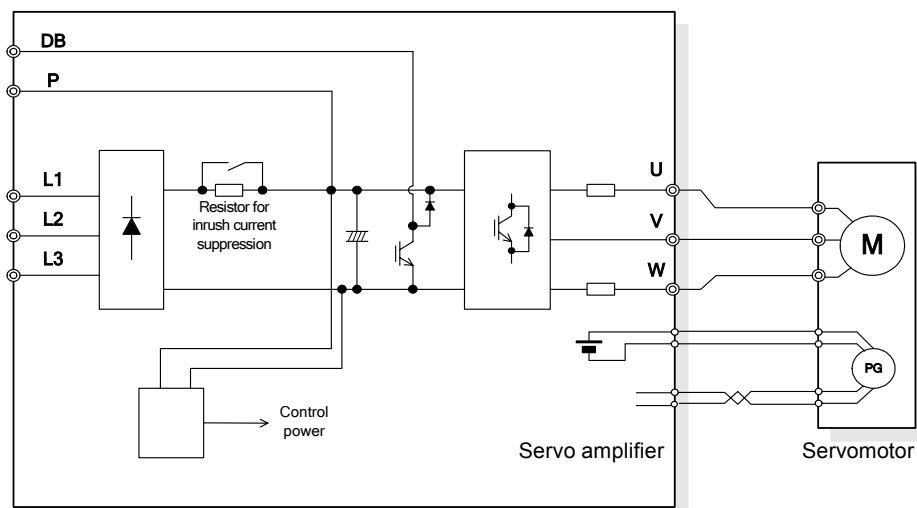 DB
P
L1
L2
L3
Resistor for
inrush current
suppression
U
V
W
M
PG
Control
power
Servo amplifier
Servomotor